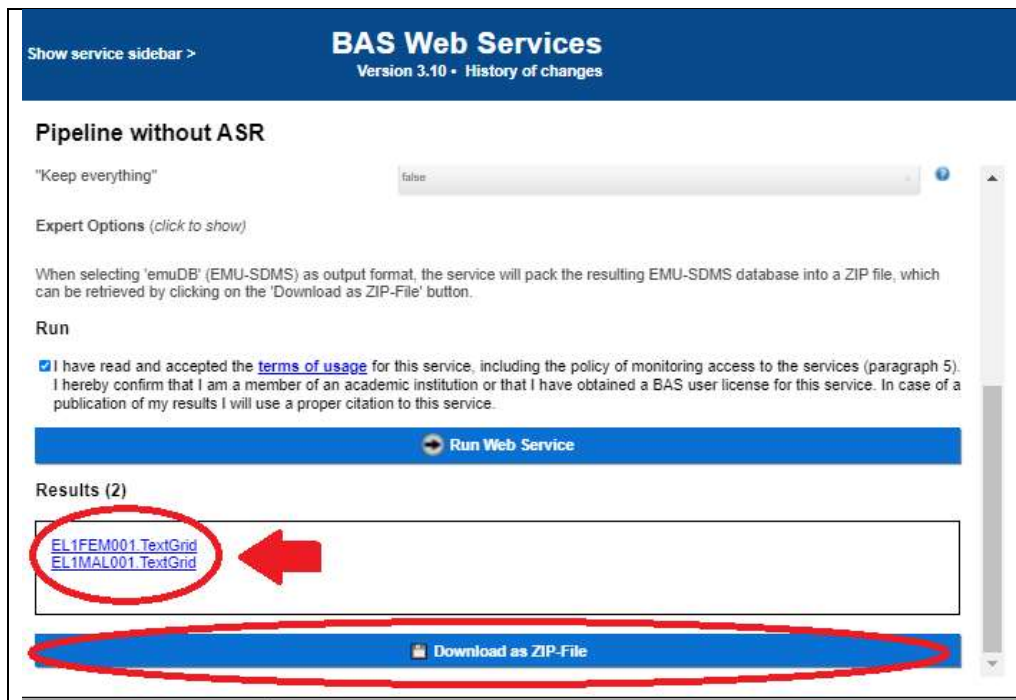 Show service sidebar >
BAS Web Services
Version 3.10 • History of changes
Pipeline without ASR
"Keep everything"
false
Expert Options (click to show)
When selecting 'emuDB' (EMU-SDMS) as output format, the service will pack the resulting EMU-SDMS database into a ZIP file, which
can be retrieved by clicking on the 'Download as ZIP-File' button.
Run
I have read and accepted the terms of usage for this service, including the policy of monitoring access to the services (paragraph 5).
I hereby confirm that I am a member of an academic institution or that I have obtained a BAS user license for this service. In case of a
publication of my results I will use a proper citation to this service.
Run Web Service
Results (2)
EL1FEM001.TextGrid
EL1MAL001.TextGrid
Download as ZIP-File